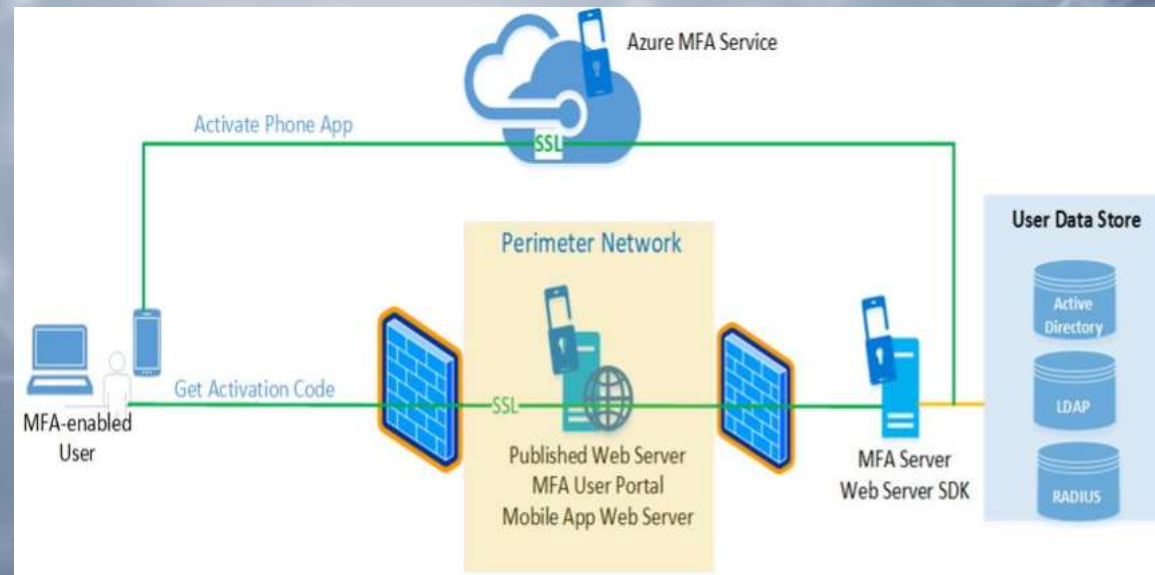 Azure MFA Service
Activate Phone App
SSL
User Data Store
Perimeter Network
Active
Directory
Get Activation Code
SSL
LDAP
MFA-enabled
User
Published Web Server
MFA User Portal
Mobile App Web Server
MFA Server
Web Server SDK
RADIUS